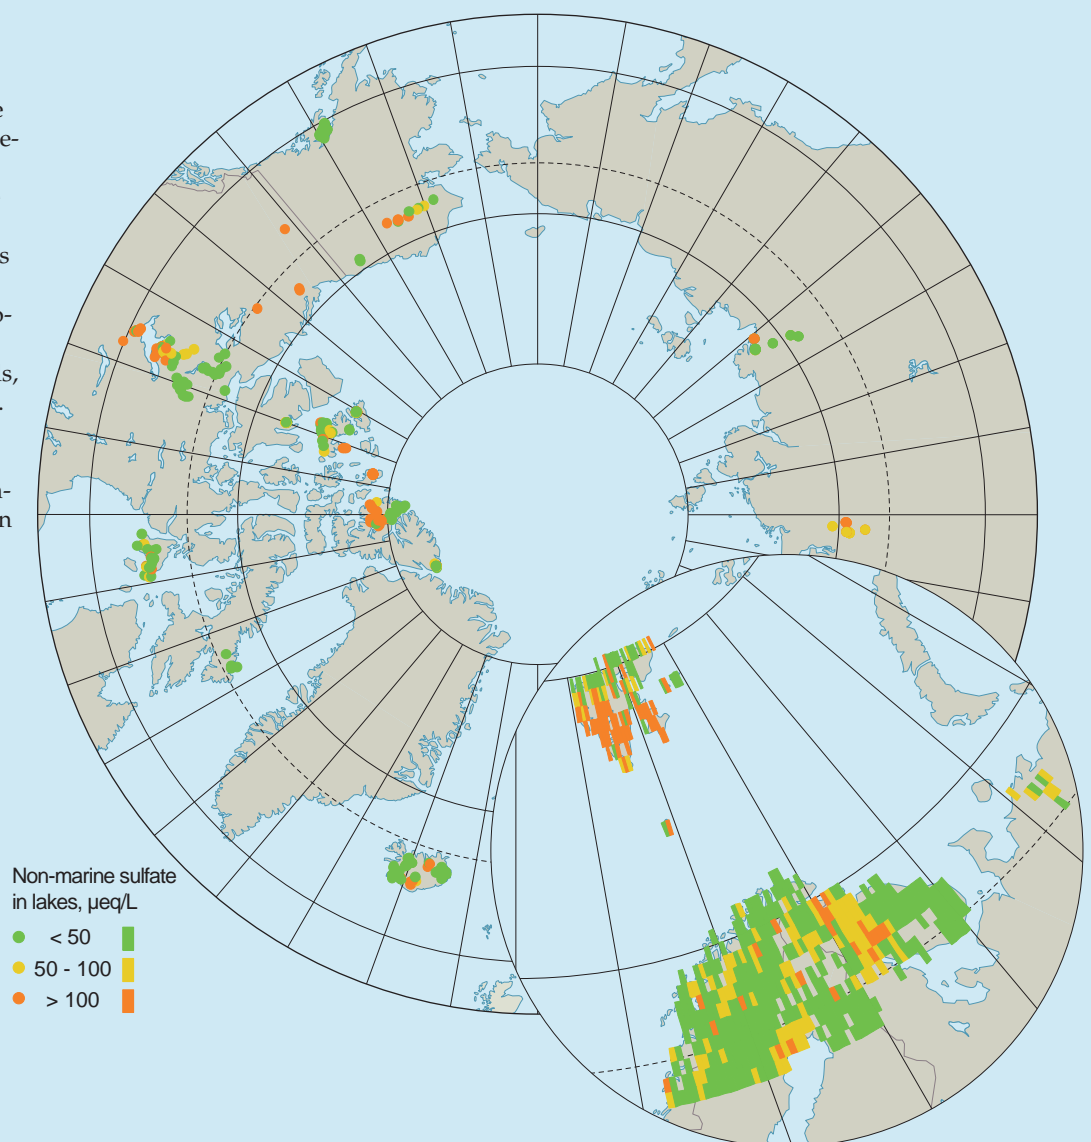 e
e-
s
o-
s,
-
n-
n
Non-marine sulfate
in lakes, µeq/L
< 50
50 - 100
> 100